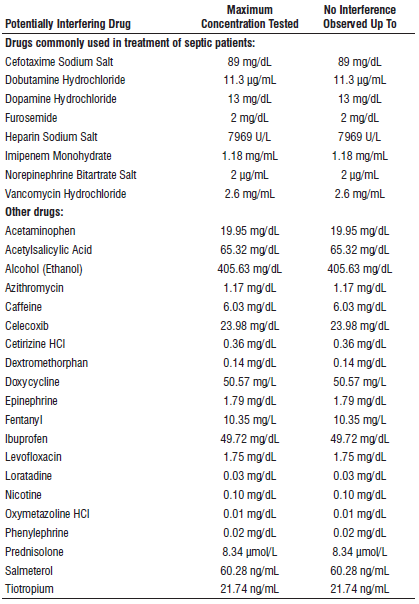 Potentially Interfering Drug Maximum Concentration Tested No Interference Observed Up To
Drugs commonly used in treatment of septic patients:
Cefotaxime Sodium Salt 89 mg/dL 89 mg/dL
Dobutamine Hydrochloride 11.3 µg/mL 11.3 µg/mL
Dopamine Hydrochloride 13 mg/dL 13 mg/dL
Furosemide 2 mg/dL 2 mg/dL
Heparin Sodium Salt 7969 U/L 7969 U/L
Imipenem Monohydrate 1.18 mg/mL 1.18 mg/mL
Norepinephrine Bitartrate Salt 2 µg/mL 2 µg/mL
Vancomycin Hydrochloride 2.6 mg/mL 2.6 mg/mL
Other drugs:
Acetaminophen 19.95 mg/dL 19.95 mg/dL
Acetylsalicylic Acid 65.32 mg/dL 65.32 mg/dL
Alcohol (Ethanol) 405.63 mg/dL 405.63 mg/dL
Azithromycin 1.17 mg/dL 1.17 mg/dL
Caffeine 6.03 mg/dL 6.03 mg/dL
Celecoxib 23.98 mg/dL 23.98 mg/dL
Cetirizine HCl 0.36 mg/dL 0.36 mg/dL
Dextromethorphan 0.14 mg/dL 0.14 mg/dL
Doxycycline 50.57 mg/L 50.57 mg/L
Epinephrine 1.79 mg/dL 1.79 mg/dL
Fentanyl 10.35 mg/L 10.35 mg/L
Ibuprofen 49.72 mg/dL 49.72 mg/dL
Levofloxacin 1.75 mg/dL 1.75 mg/dL
Loratadine 0.03 mg/dL 0.03 mg/dL
Nicotine 0.10 mg/dL 0.10 mg/dL
Oxymetazoline HCl 0.01 mg/dL 0.01 mg/dL
Phenylephrine 0.02 mg/dL 0.02 mg/dL
Prednisolone 8.34 µmol/L 8.34 µmol/L
Salmeterol 60.28 ng/mL 60.28 ng/mL
Tiotropium 21.74 ng/mL 21.74 ng/mL